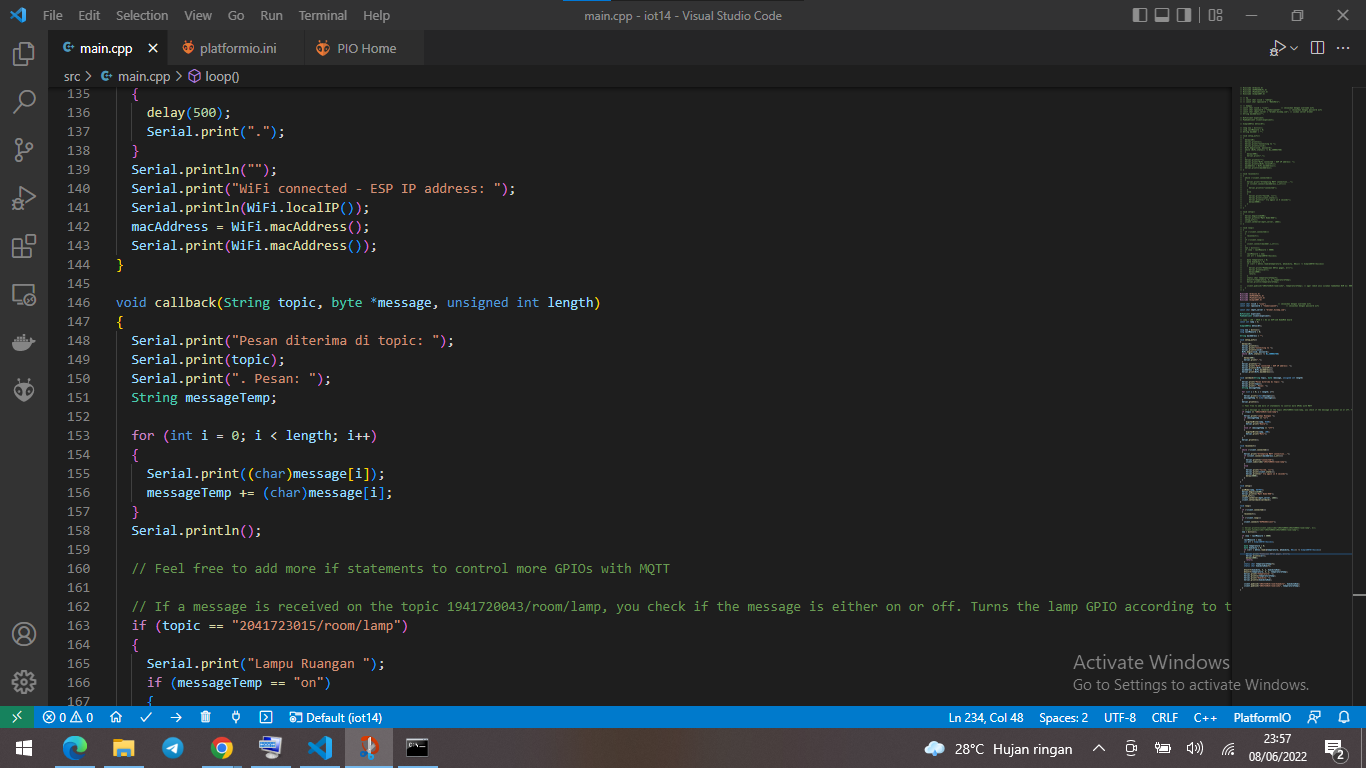 File Edit Selection View Go Run Terminal Help main.cpp - iot14 - Visual Studio Code
main.cpp platformio.ini PIO Home
src > main.cpp > loop()
135 {
136 delay(500);
137 Serial.print(".");
138 }
139 Serial.println("");
140 Serial.print("WiFi connected - ESP IP address: ");
141 Serial.println(WiFi.localIP());
142 macAddress = WiFi.macAddress();
143 Serial.print(WiFi.macAddress());
144 }
145
146 void callback(String topic, byte *message, unsigned int length)
147 {
148 Serial.print("Pesan diterima di topic: ");
149 Serial.print(topic);
150 Serial.print(". Pesan: ");
151 String messageTemp;
152
153 for (int i = 0; i < length; i++)
154 {
155 Serial.print((char)message[i]);
156 messageTemp += (char)message[i];
157 }
158 Serial.println();
159
160 // Feel free to add more if statements to control more GPIOs with MQTT
161
162 // If a message is received on the topic 1941720043/room/lamp, you check if the message is either on or off. Turns the lamp GPIO according to t
163 if (topic == "2041723015/room/lamp")
164 {
165 Serial.print("Lampu Ruangan ");
166 if (messageTemp == "on")
167 {
Activate Windows
Go to Settings to activate Windows.
0 0 Default (iot14) Ln 234, Col 48 Spaces: 2 UTF-8 CRLF C++ PlatformIO
28°C Hujan ringan 23:57
08/06/2022 2